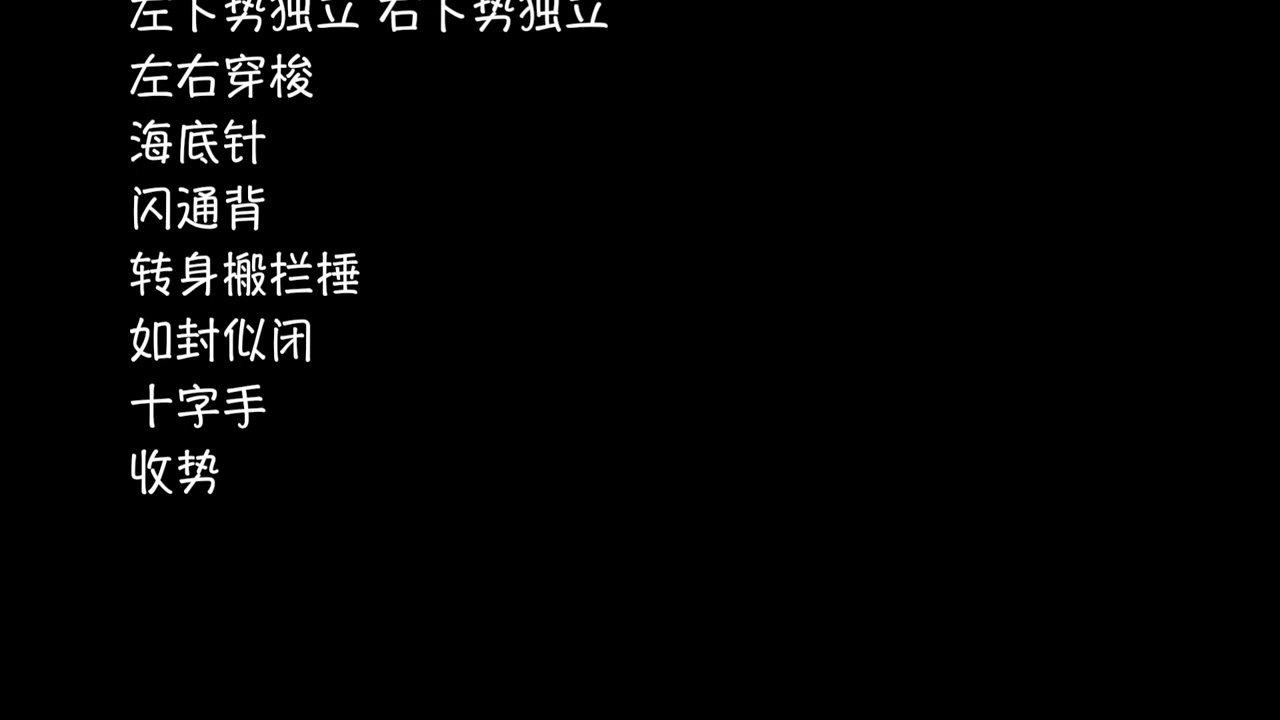 左下势独立 右下势独立
左右穿梭
海底针
闪通背
转身搬拦捶
如封似闭
十字手
收势